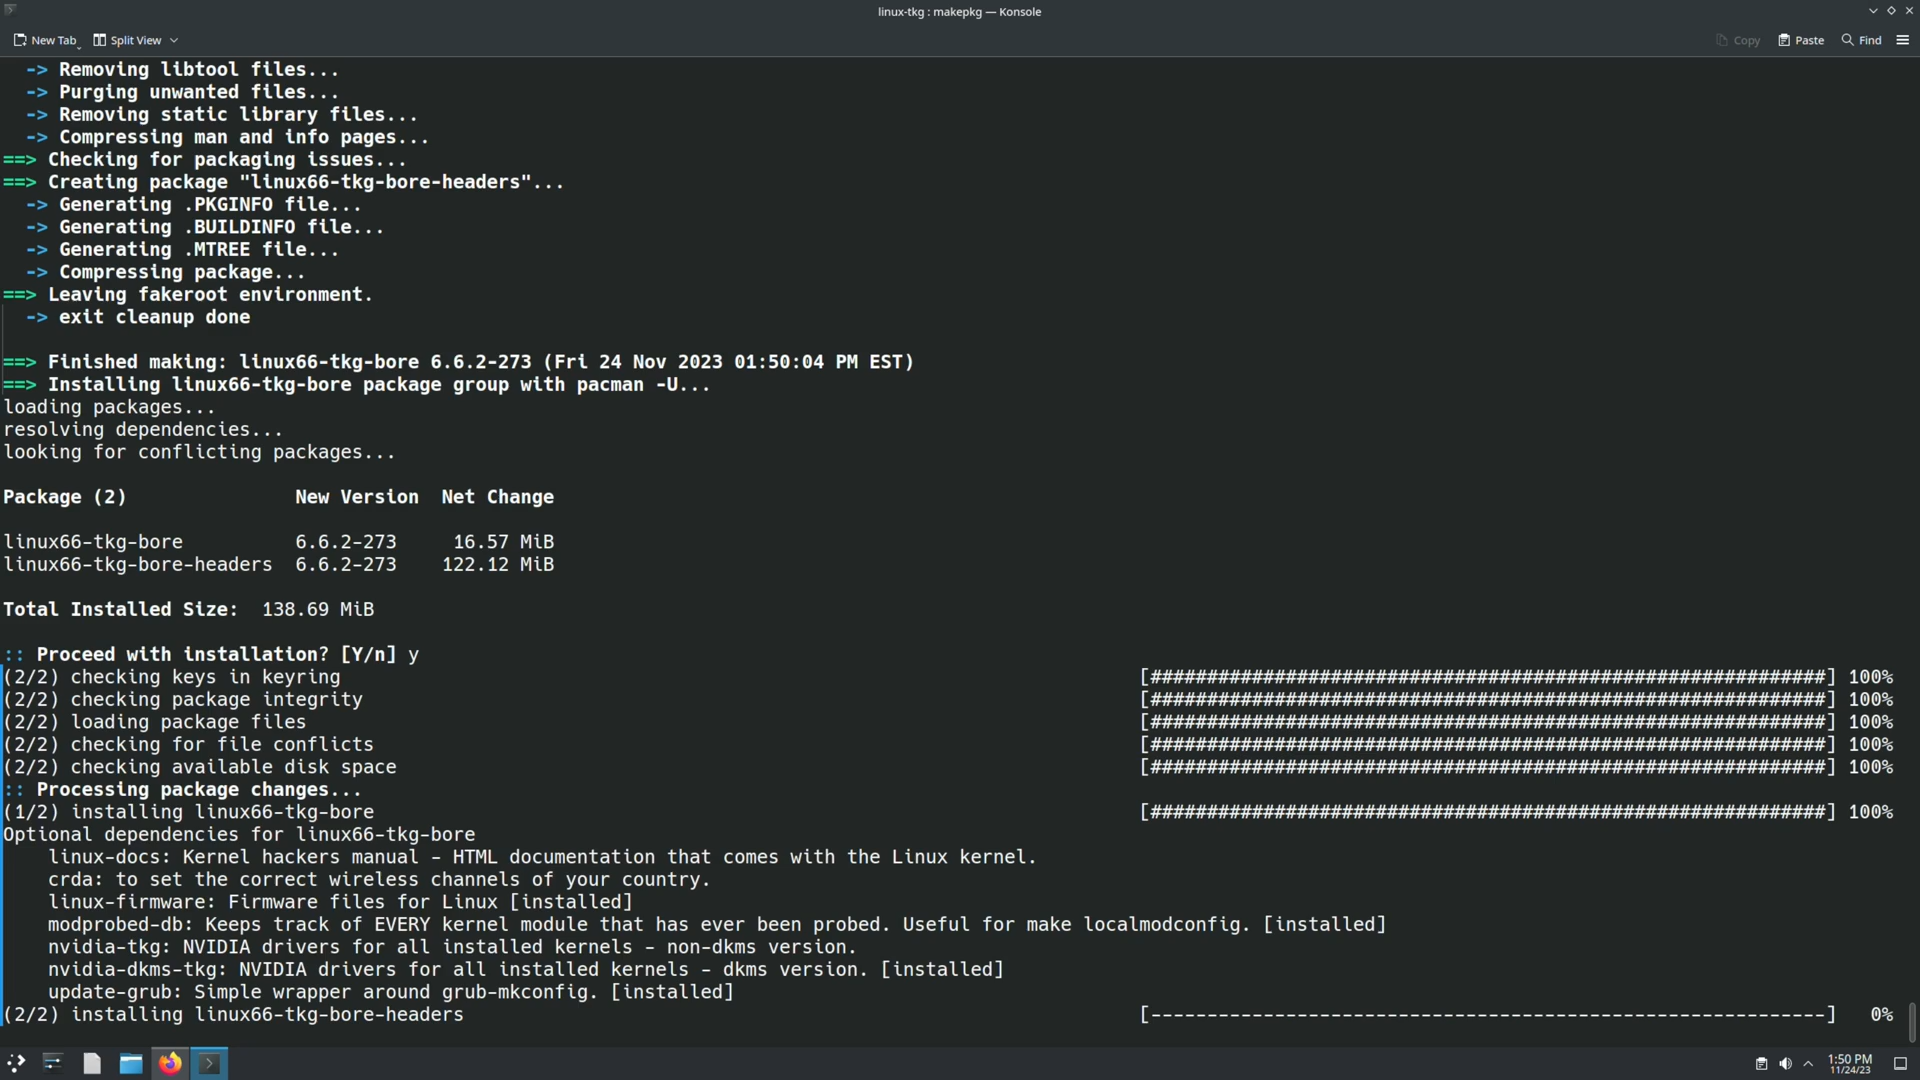 linux-tkg : makepkg — Konsole
New Tab Split View Copy Paste Find
-> Removing libtool files...
-> Purging unwanted files...
-> Removing static library files...
-> Compressing man and info pages...
==> Checking for packaging issues...
==> Creating package "linux66-tkg-bore-headers"...
-> Generating .PKGINFO file...
-> Generating .BUILDINFO file...
-> Generating .MTREE file...
-> Compressing package...
==> Leaving fakeroot environment.
-> exit cleanup done
==> Finished making: linux66-tkg-bore 6.6.2-273 (Fri 24 Nov 2023 01:50:04 PM EST)
==> Installing linux66-tkg-bore package group with pacman -U...
loading packages...
resolving dependencies...
looking for conflicting packages...
Package (2) New Version Net Change
linux66-tkg-bore 6.6.2-273 16.57 MiB
linux66-tkg-bore-headers 6.6.2-273 122.12 MiB
Total Installed Size: 138.69 MiB
:: Proceed with installation? [Y/n] y
(2/2) checking keys in keyring [############################################################] 100%
(2/2) checking package integrity [############################################################] 100%
(2/2) loading package files [############################################################] 100%
(2/2) checking for file conflicts [############################################################] 100%
(2/2) checking available disk space [############################################################] 100%
:: Processing package changes...
(1/2) installing linux66-tkg-bore [############################################################] 100%
Optional dependencies for linux66-tkg-bore
linux-docs: Kernel hackers manual - HTML documentation that comes with the Linux kernel.
crda: to set the correct wireless channels of your country.
linux-firmware: Firmware files for Linux [installed]
modprobed-db: Keeps track of EVERY kernel module that has ever been probed. Useful for make localmodconfig. [installed]
nvidia-tkg: NVIDIA drivers for all installed kernels - non-dkms version.
nvidia-dkms-tkg: NVIDIA drivers for all installed kernels - dkms version. [installed]
update-grub: Simple wrapper around grub-mkconfig. [installed]
(2/2) installing linux66-tkg-bore-headers [------------------------------------------------------------] 0%
1:50 PM
11/24/23